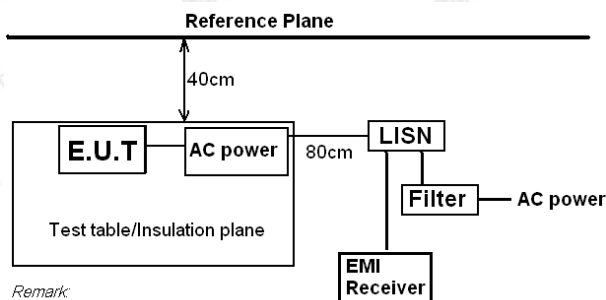 Reference Plane
40cm
E.U.T
AC power
80cm
LISN
Filter
AC power
Test table/Insulation plane
EMI
Receiver
Remark: